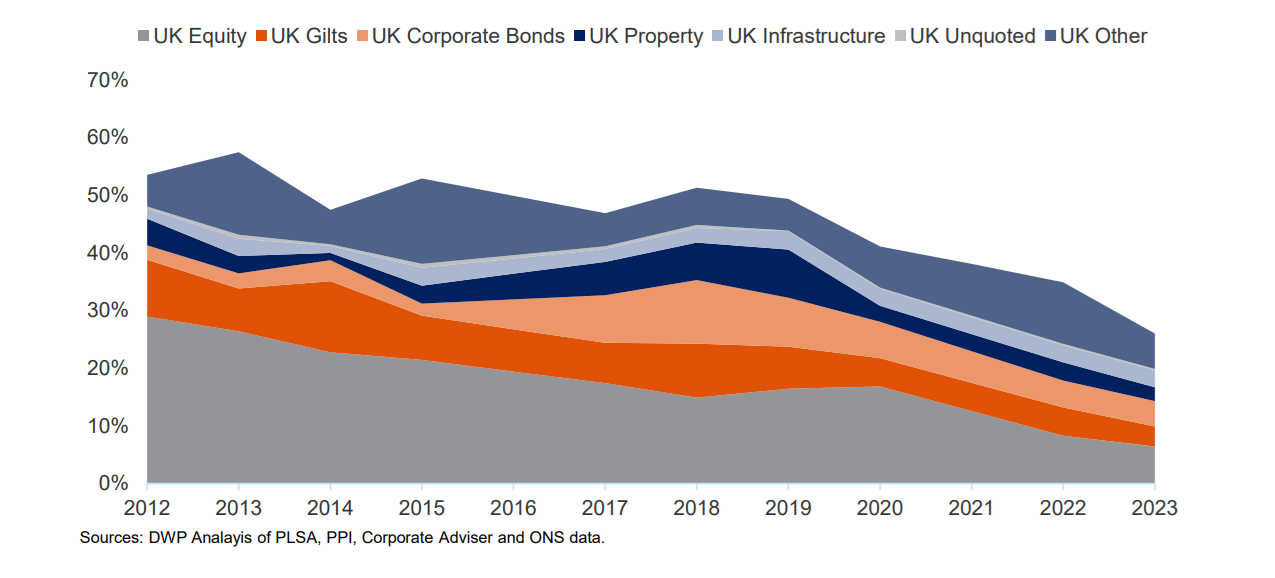 UK Equity UK Gilts UK Corporate Bonds UK Property UK Infrastructure UK Unquoted UK Other
70%
60%
50%
40%
30%
20%
10%
0%
2012 2013 2014 2015 2016 2017 2018 2019 2020 2021 2022 2023
Sources: DWP Analayis of PLSA, PPI, Corporate Adviser and ONS data.